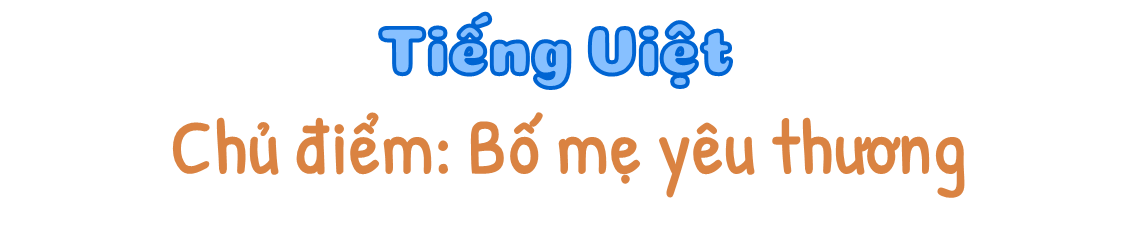 Tiếng Việt
Chủ điểm: Bố mẹ yêu thương